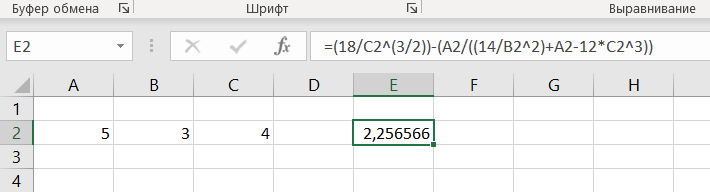 Буфер обмена Шрифт Выравнивание
E2 fx =(18/C2^(3/2))-(A2/((14/B2^2)+A2-12*C2^3))
A B C D E F G H
1
2 5 3 4 2,256566
3
4